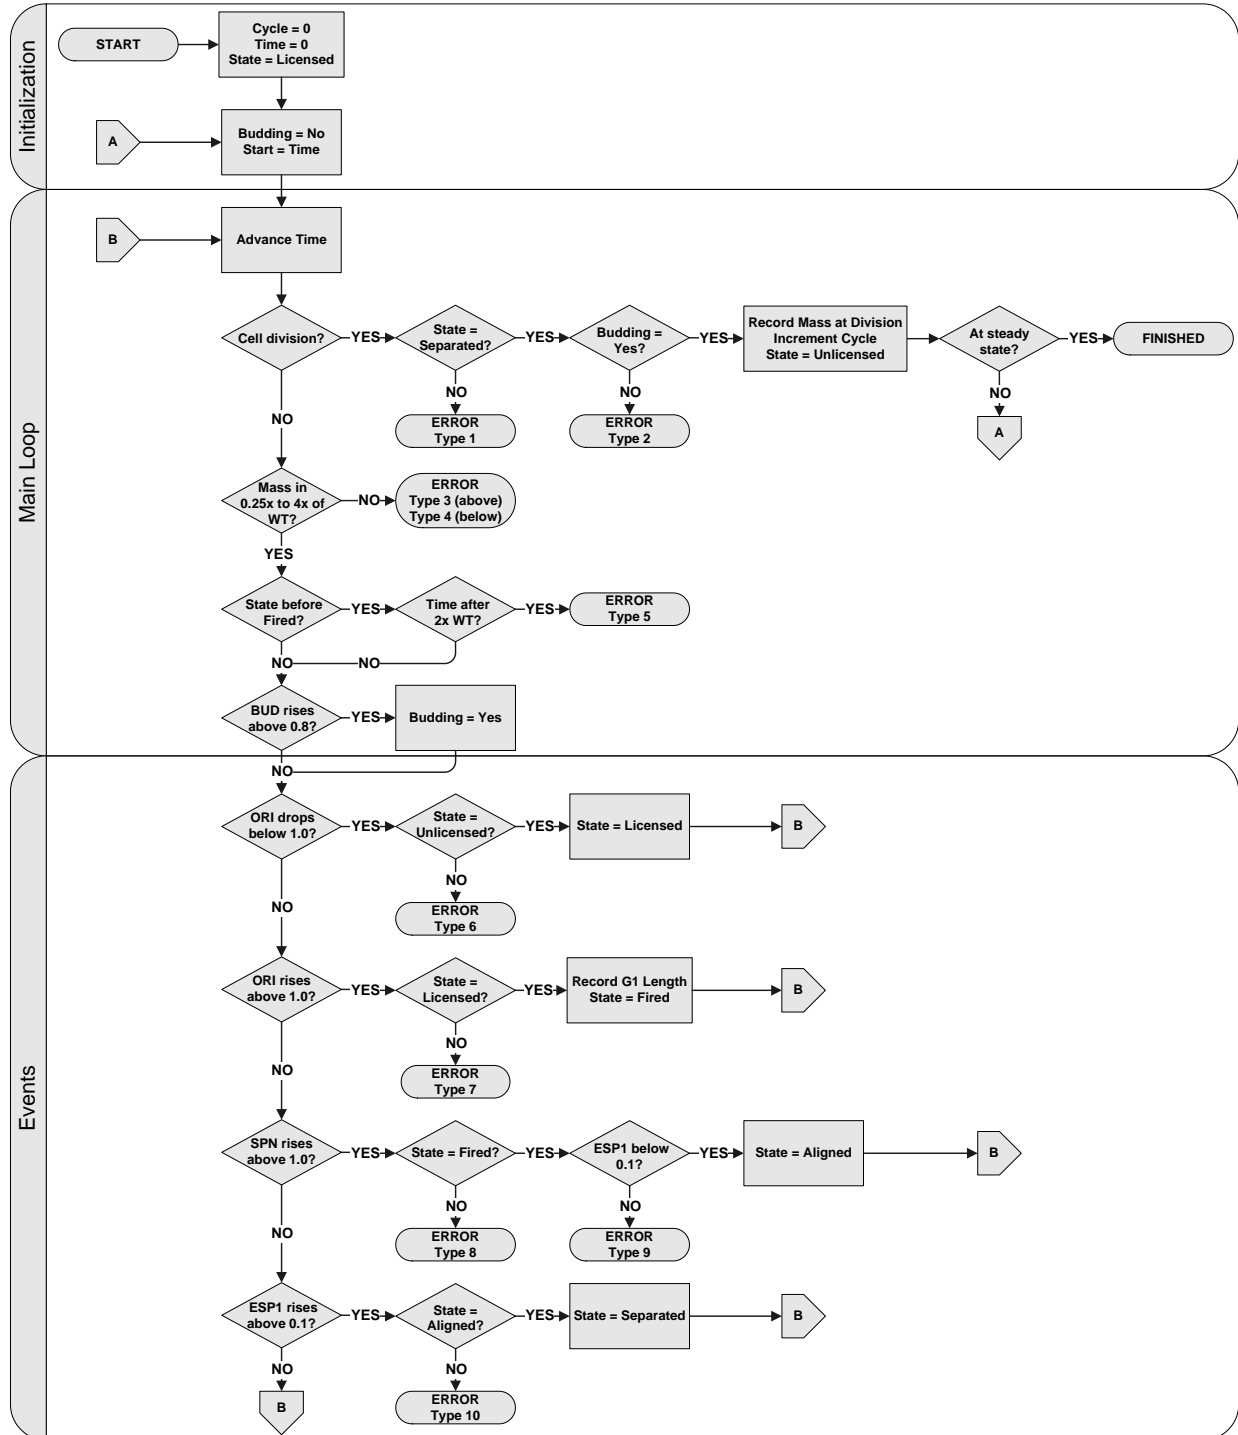 Initialization
START
Cycle = 0
Time = 0
State = Licensed
A
Budding = No
Start = Time
Main Loop
B
Advance Time
Cell division?
YES
State =
Separated?
YES
Budding =
Yes?
YES
Record Mass at Division
Increment Cycle
State = Unlicensed
At steady
state?
YES
FINISHED
NO
NO
NO
NO
ERROR
Type 1
ERROR
Type 2
A
Mass in
0.25x to 4x of
WT?
NO
ERROR
Type 3 (above)
Type 4 (below)
YES
State before
Fired?
YES
Time after
2x WT?
YES
ERROR
Type 5
NO
NO
BUD rises
above 0.8?
YES
Budding = Yes
NO
Events
ORI drops
below 1.0?
YES
State =
Unlicensed?
YES
State = Licensed
B
NO
NO
ERROR
Type 6
ORI rises
above 1.0?
YES
State =
Licensed?
YES
Record G1 Length
State = Fired
B
NO
NO
ERROR
Type 7
SPN rises
above 1.0?
YES
State = Fired?
YES
ESP1 below
0.1?
YES
State = Aligned
B
NO
NO
NO
ERROR
Type 8
ERROR
Type 9
ESP1 rises
above 0.1?
YES
State =
Aligned?
YES
State = Separated
B
NO
NO
B
ERROR
Type 10